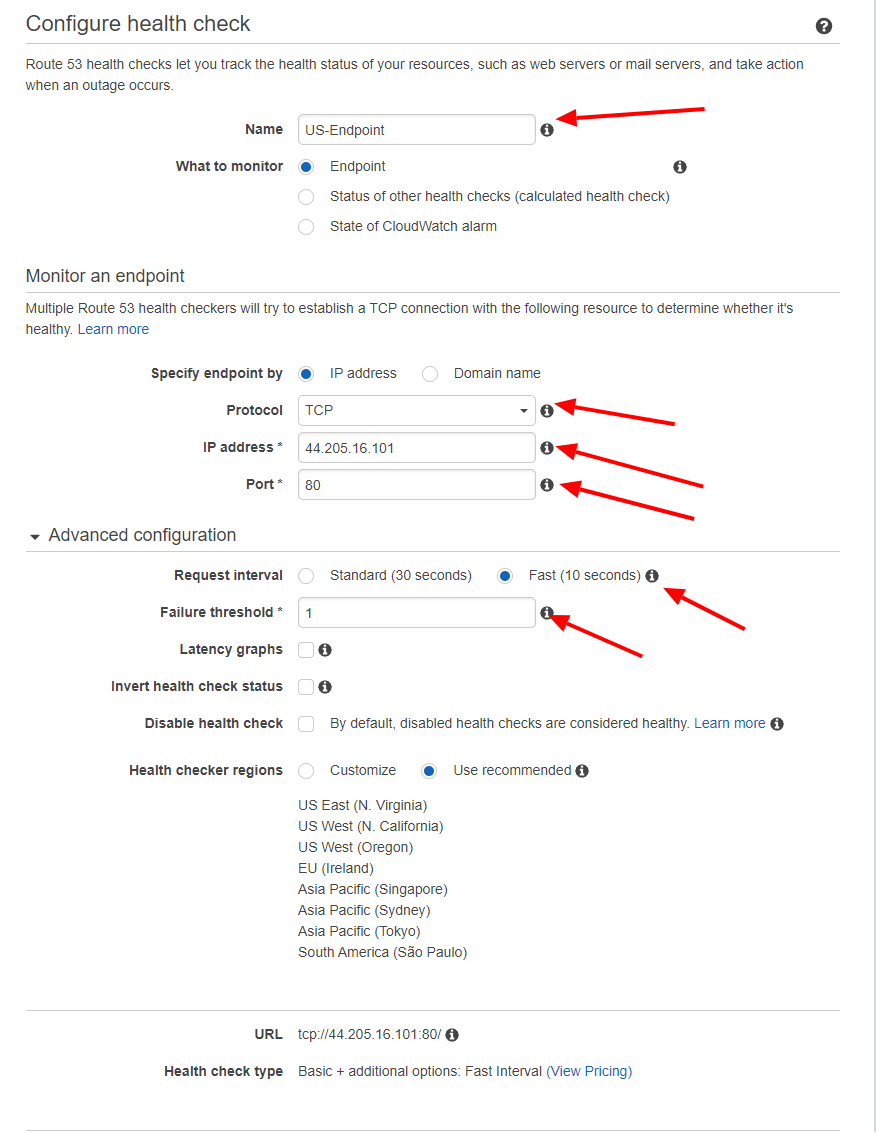 Configure health check
Route 53 health checks let you track the health status of your resources, such as web servers or mail servers, and take action
when an outage occurs.
Name US-Endpoint
What to monitor Endpoint
Status of other health checks (calculated health check)
State of CloudWatch alarm
Monitor an endpoint
Multiple Route 53 health checkers will try to establish a TCP connection with the following resource to determine whether it's
healthy. Learn more
Specify endpoint by IP address Domain name
Protocol TCP
IP address * 44.205.16.101
Port * 80
Advanced configuration
Request interval Standard (30 seconds) Fast (10 seconds)
Failure threshold * 1
Latency graphs
Invert health check status
Disable health check By default, disabled health checks are considered healthy. Learn more
Health checker regions Customize Use recommended
US East (N. Virginia)
US West (N. California)
US West (Oregon)
EU (Ireland)
Asia Pacific (Singapore)
Asia Pacific (Sydney)
Asia Pacific (Tokyo)
South America (São Paulo)
URL tcp://44.205.16.101:80/
Health check type Basic + additional options: Fast Interval (View Pricing)